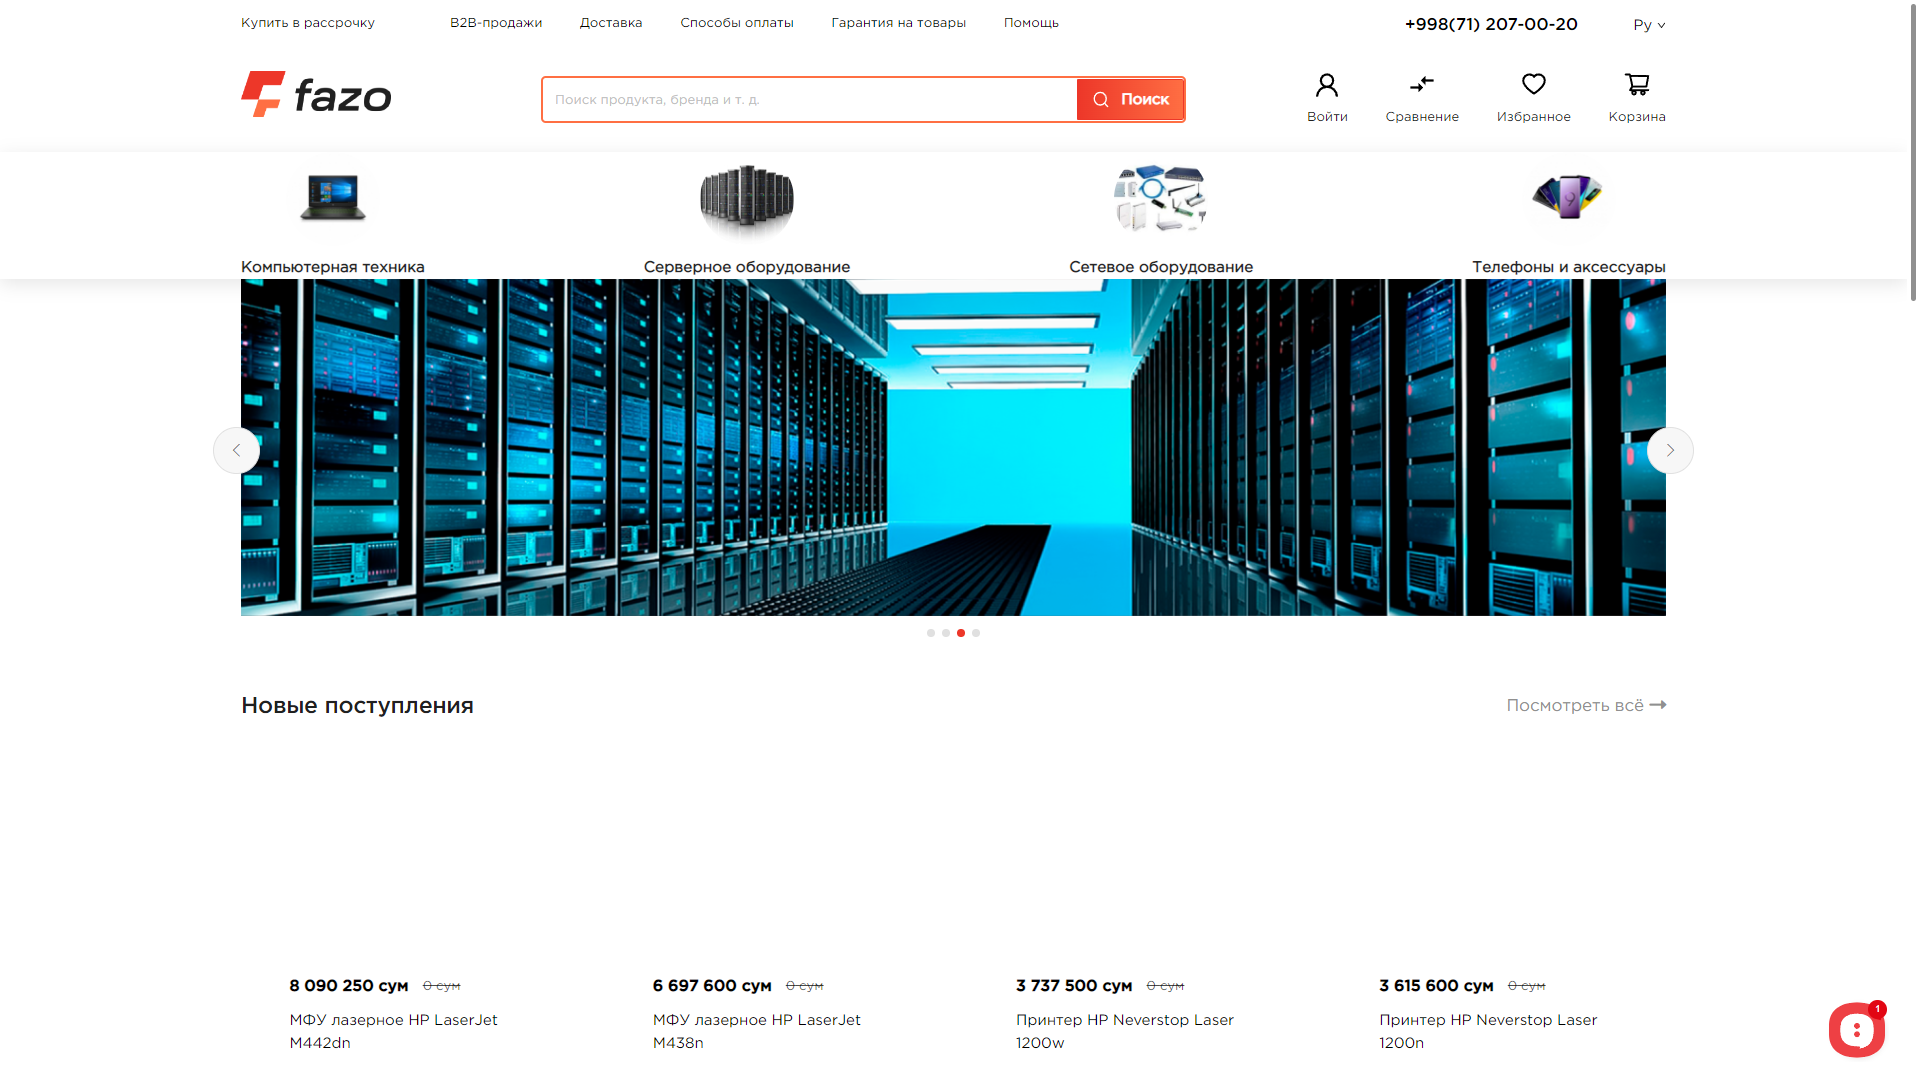 Купить в рассрочку
B2B-продажи
Доставка
Способы оплаты
Гарантия на товары
Помощь
+998(71) 207-00-20
Ру
fazo
Поиск продукта, бренда и т. д.
Поиск
Войти
Сравнение
Избранное
Корзина
Компьютерная техника
Серверное оборудование
Сетевое оборудование
Телефоны и аксессуары
Новые поступления
Посмотреть всё
8 090 250 сум 0 сум
МФУ лазерное HP LaserJet
M442dn
6 697 600 сум 0 сум
МФУ лазерное HP LaserJet
M438n
3 737 500 сум 0 сум
Принтер HP Neverstop Laser
1200w
3 615 600 сум 0 сум
Принтер HP Neverstop Laser
1200n
1